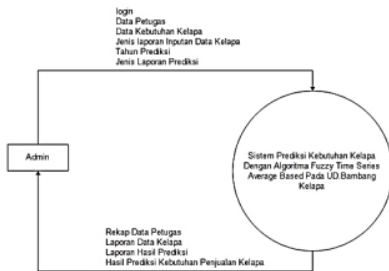 login
Data Petugas
Data Kebutuhan Kelapa
Jenis laporan Inputan Data Kelapa
Tahun Prediksi
Jenis Laporan Prediksi
Admin
Sistem Prediksi Kebutuhan Kelapa
Dengan Algoritma Fuzzy Time Series
Average Based Pada UD.Bambang
Kelapa
Rekap Data Petugas
Laporan Data Kelapa
Laporan Hasil Prediksi
Hasil Prediksi Kebutuhan Penjualan Kelapa